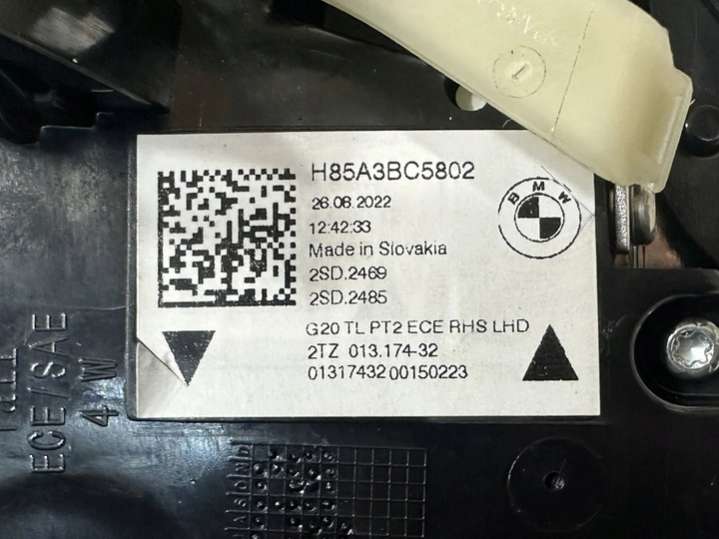 H85A3BC5802
26.08.2022
12:42:33
Made in Slovakia
2SD.2469
2SD.2485
BMW
G20 TL PT2 ECE RHS LHD
2TZ 013.174-32
01317432 00150223
ECE/SAE
4 W